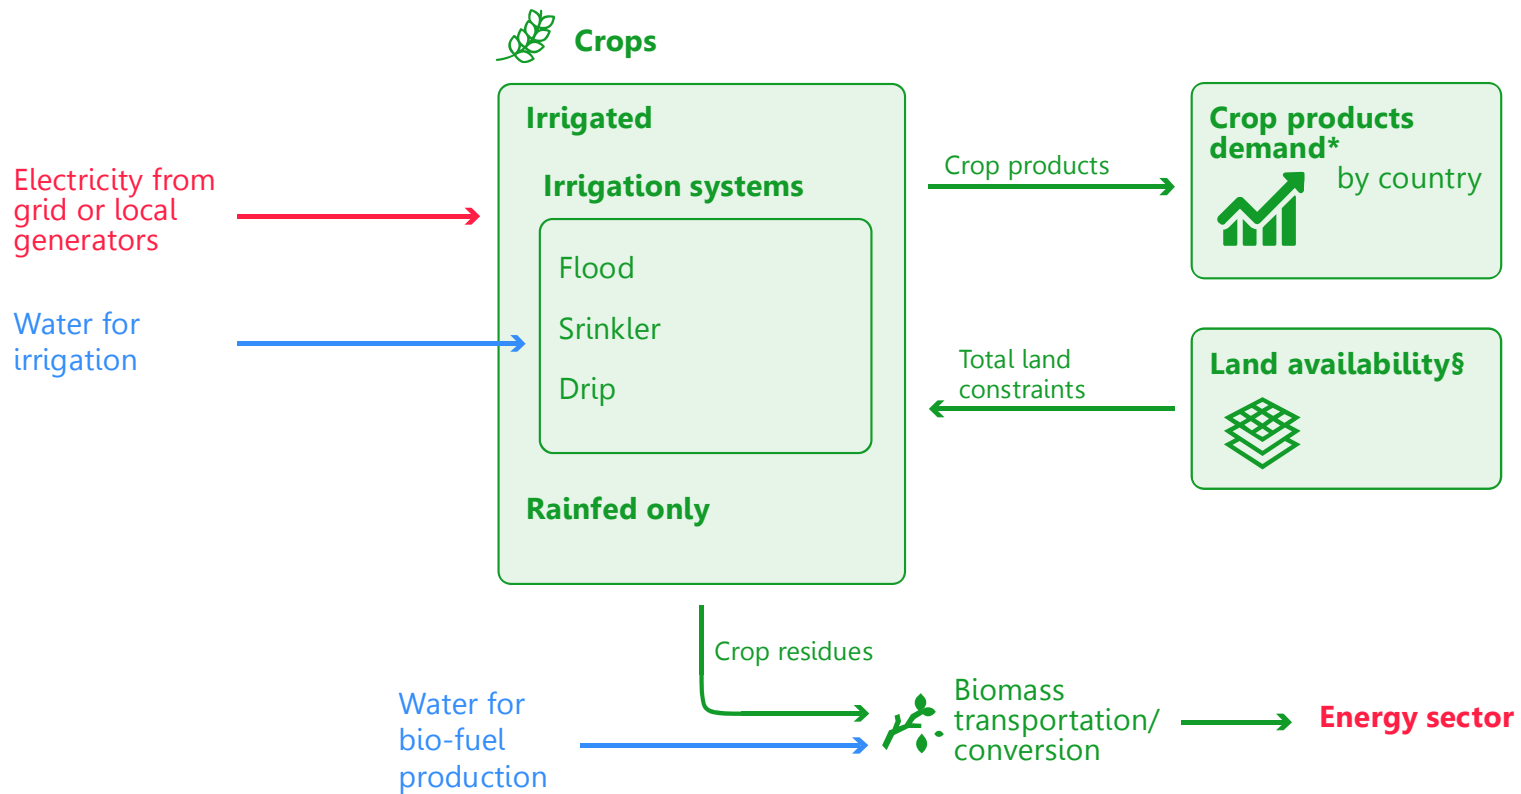 Crops
Irrigated
Irrigation systems
Flood
Srinkler
Drip
Rainfed only
Electricity from
grid or local
generators
Water for
irrigation
Crop products
Crop products
demand*
by country
Total land
constraints
Land availability§
Crop residues
Water for
bio-fuel
production
Biomass
transportation/
conversion
Energy sector